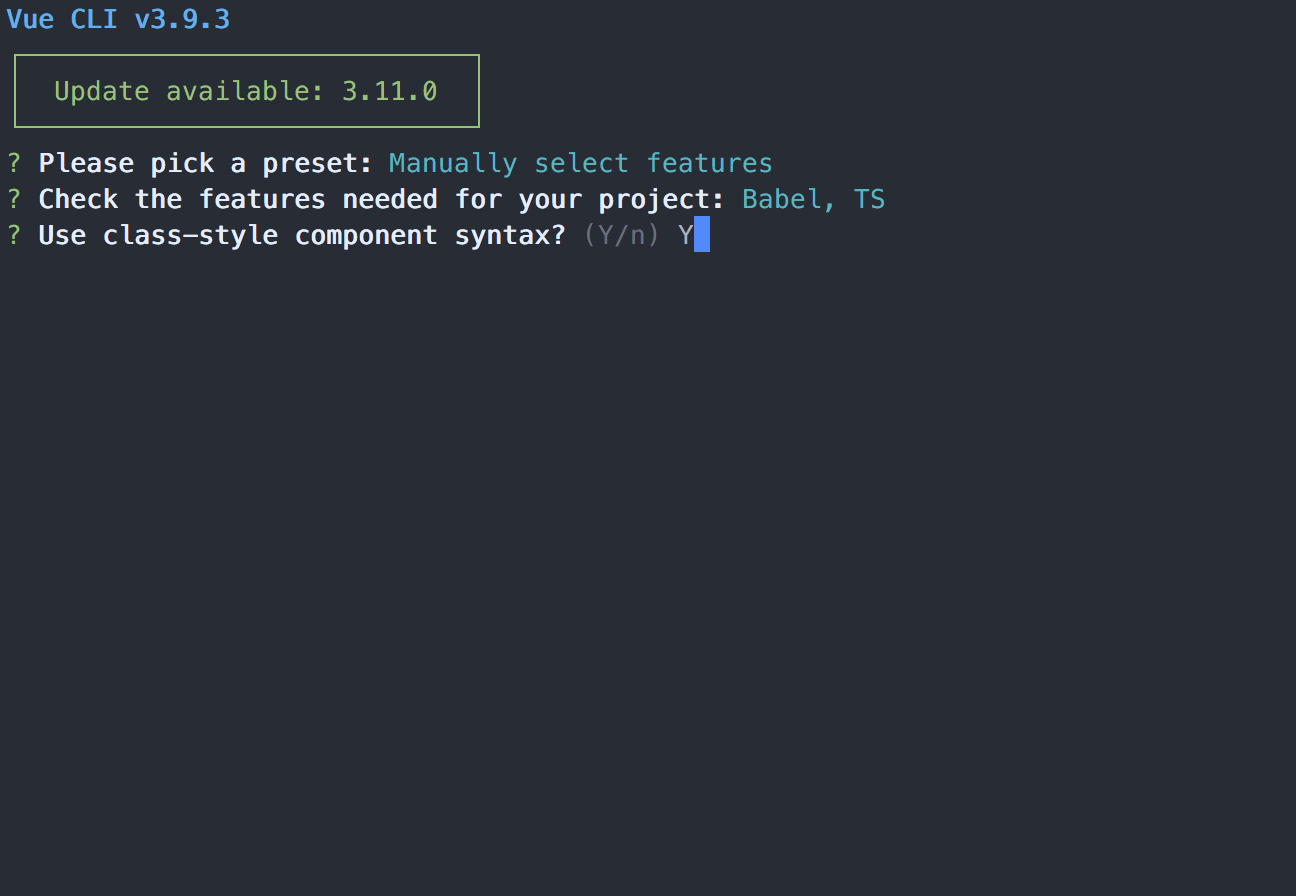 Vue CLI v3.9.3
Update available: 3.11.0
? Please pick a preset: Manually select features
? Check the features needed for your project: Babel, TS
? Use class-style component syntax? (Y/n) Y